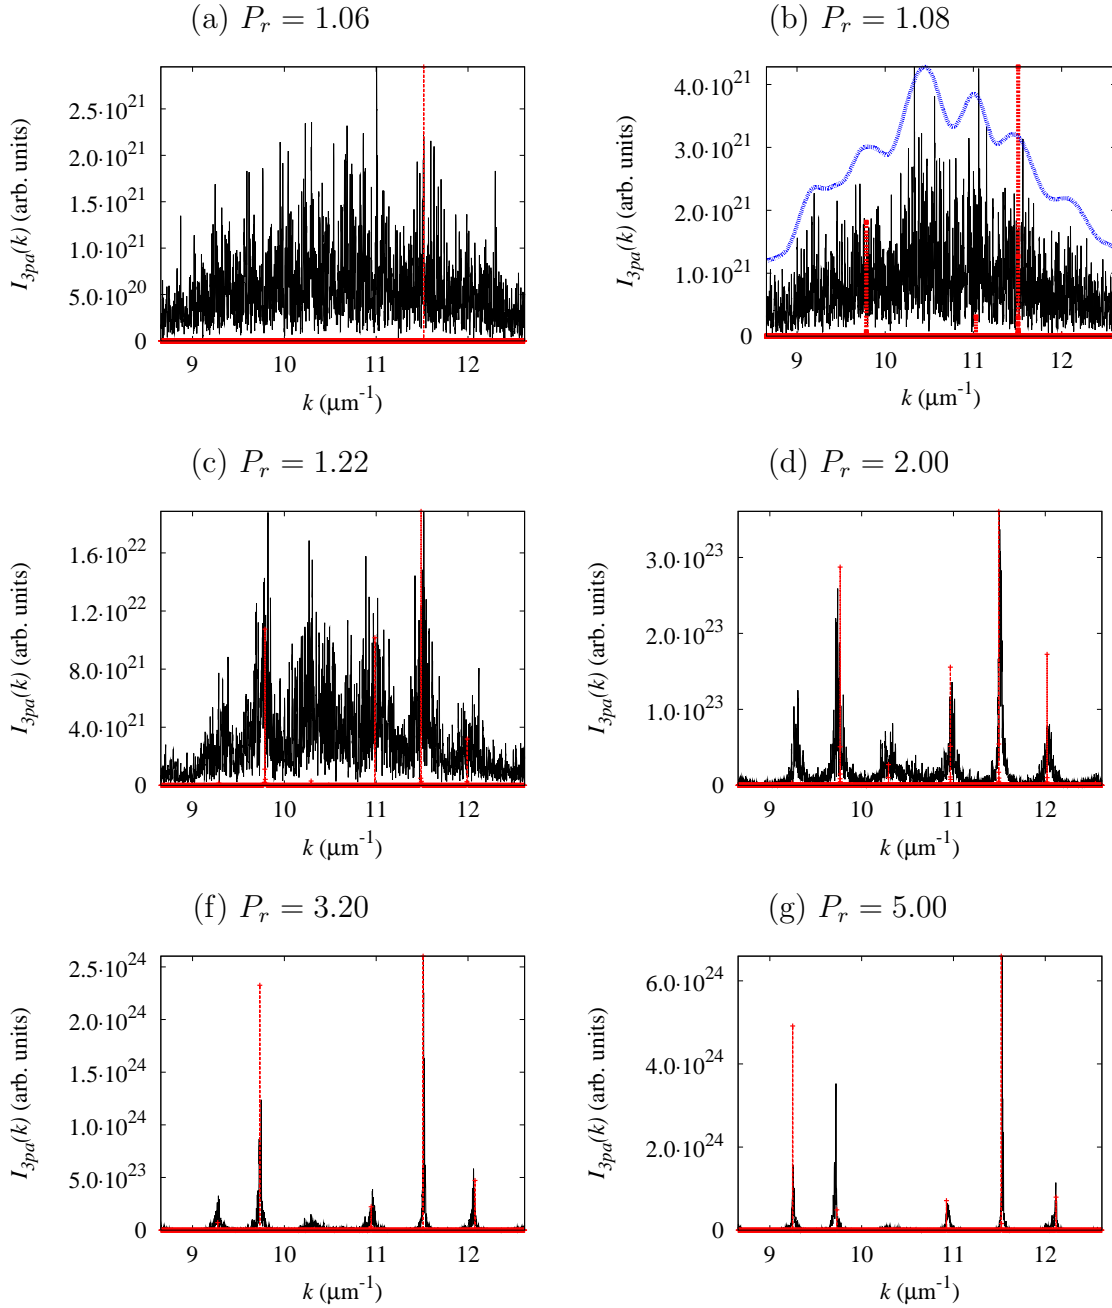 (a) P_r = 1.06
I_3pa(k) (arb. units)
2.5·10^21
2.0·10^21
1.5·10^21
1.0·10^21
5.0·10^20
0
9 10 11 12
k (μm^-1)
(b) P_r = 1.08
I_3pa(k) (arb. units)
4.0·10^21
3.0·10^21
2.0·10^21
1.0·10^21
0
9 10 11 12
k (μm^-1)
(c) P_r = 1.22
I_3pa(k) (arb. units)
1.6·10^22
1.2·10^22
8.0·10^21
4.0·10^21
0
9 10 11 12
k (μm^-1)
(d) P_r = 2.00
I_3pa(k) (arb. units)
3.0·10^23
2.0·10^23
1.0·10^23
0
9 10 11 12
k (μm^-1)
(f) P_r = 3.20
I_3pa(k) (arb. units)
2.5·10^24
2.0·10^24
1.5·10^24
1.0·10^24
5.0·10^23
0
9 10 11 12
k (μm^-1)
(g) P_r = 5.00
I_3pa(k) (arb. units)
6.0·10^24
4.0·10^24
2.0·10^24
0
9 10 11 12
k (μm^-1)